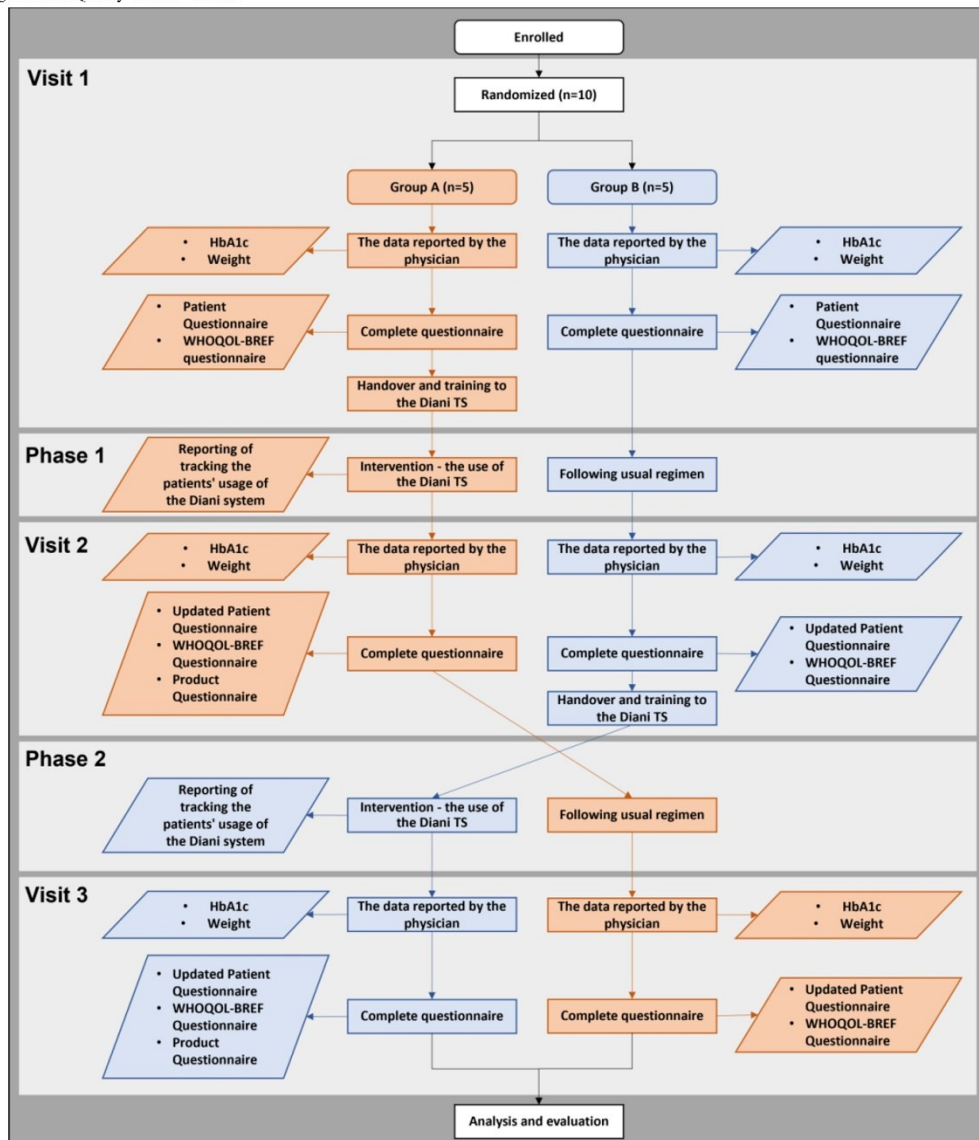 Enrolled
Visit 1
Randomized (n=10)
Group A (n=5)
Group B (n=5)
• HbA1c
• Weight
The data reported by the
physician
The data reported by the
physician
• HbA1c
• Weight
• Patient
Questionnaire
• WHOQOL-BREF
questionnaire
Complete questionnaire
Complete questionnaire
• Patient
Questionnaire
• WHOQOL-BREF
questionnaire
Handover and training to
the Diani TS
Phase 1
Reporting of
tracking the
patients' usage of
the Diani system
Intervention - the use of
the Diani TS
Following usual regimen
Visit 2
• HbA1c
• Weight
The data reported by the
physician
The data reported by the
physician
• HbA1c
• Weight
• Updated Patient
Questionnaire
• WHOQOL-BREF
Questionnaire
• Product
Questionnaire
Complete questionnaire
Complete questionnaire
• Updated Patient
Questionnaire
• WHOQOL-BREF
Questionnaire
Handover and training to
the Diani TS
Phase 2
Reporting of
tracking the
patients' usage of
the Diani system
Intervention - the use of
the Diani TS
Following usual regimen
Visit 3
• HbA1c
• Weight
The data reported by the
physician
The data reported by the
physician
• HbA1c
• Weight
• Updated Patient
Questionnaire
• WHOQOL-BREF
Questionnaire
• Product
Questionnaire
Complete questionnaire
Complete questionnaire
• Updated Patient
Questionnaire
• WHOQOL-BREF
Questionnaire
Analysis and evaluation